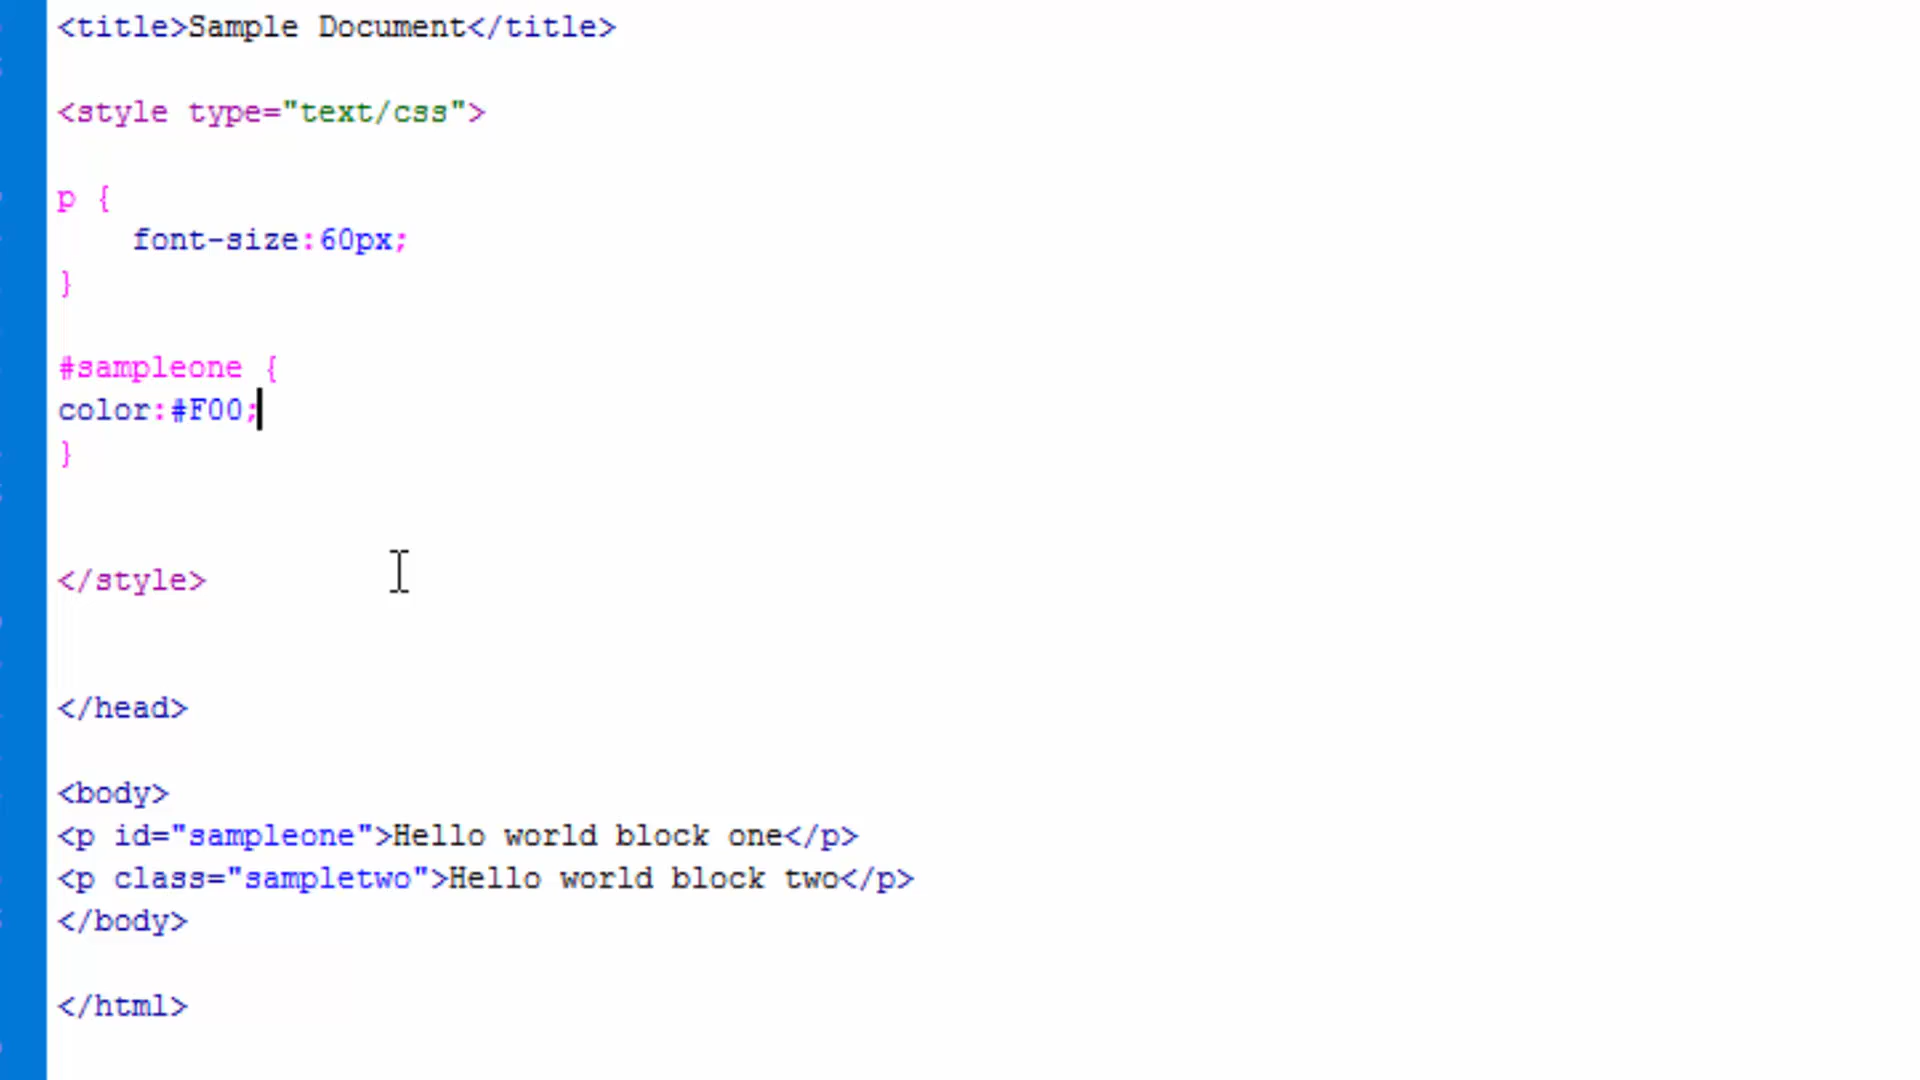 <title>Sample Document</title>
<style type="text/css">
p {
font-size:60px;
}
#sampleone {
color:#F00;
}
</style>
</head>
<body>
<p id="sampleone">Hello world block one</p>
<p class="sampletwo">Hello world block two</p>
</body>
</html>